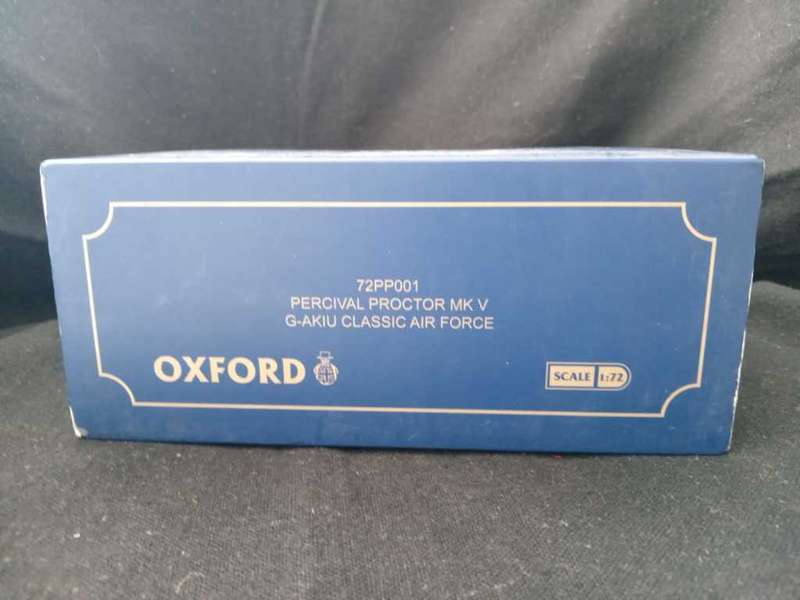 72PP001
PERCIVAL PROCTOR MK V
G-AKIU CLASSIC AIR FORCE
OXFORD
SCALE 1:72